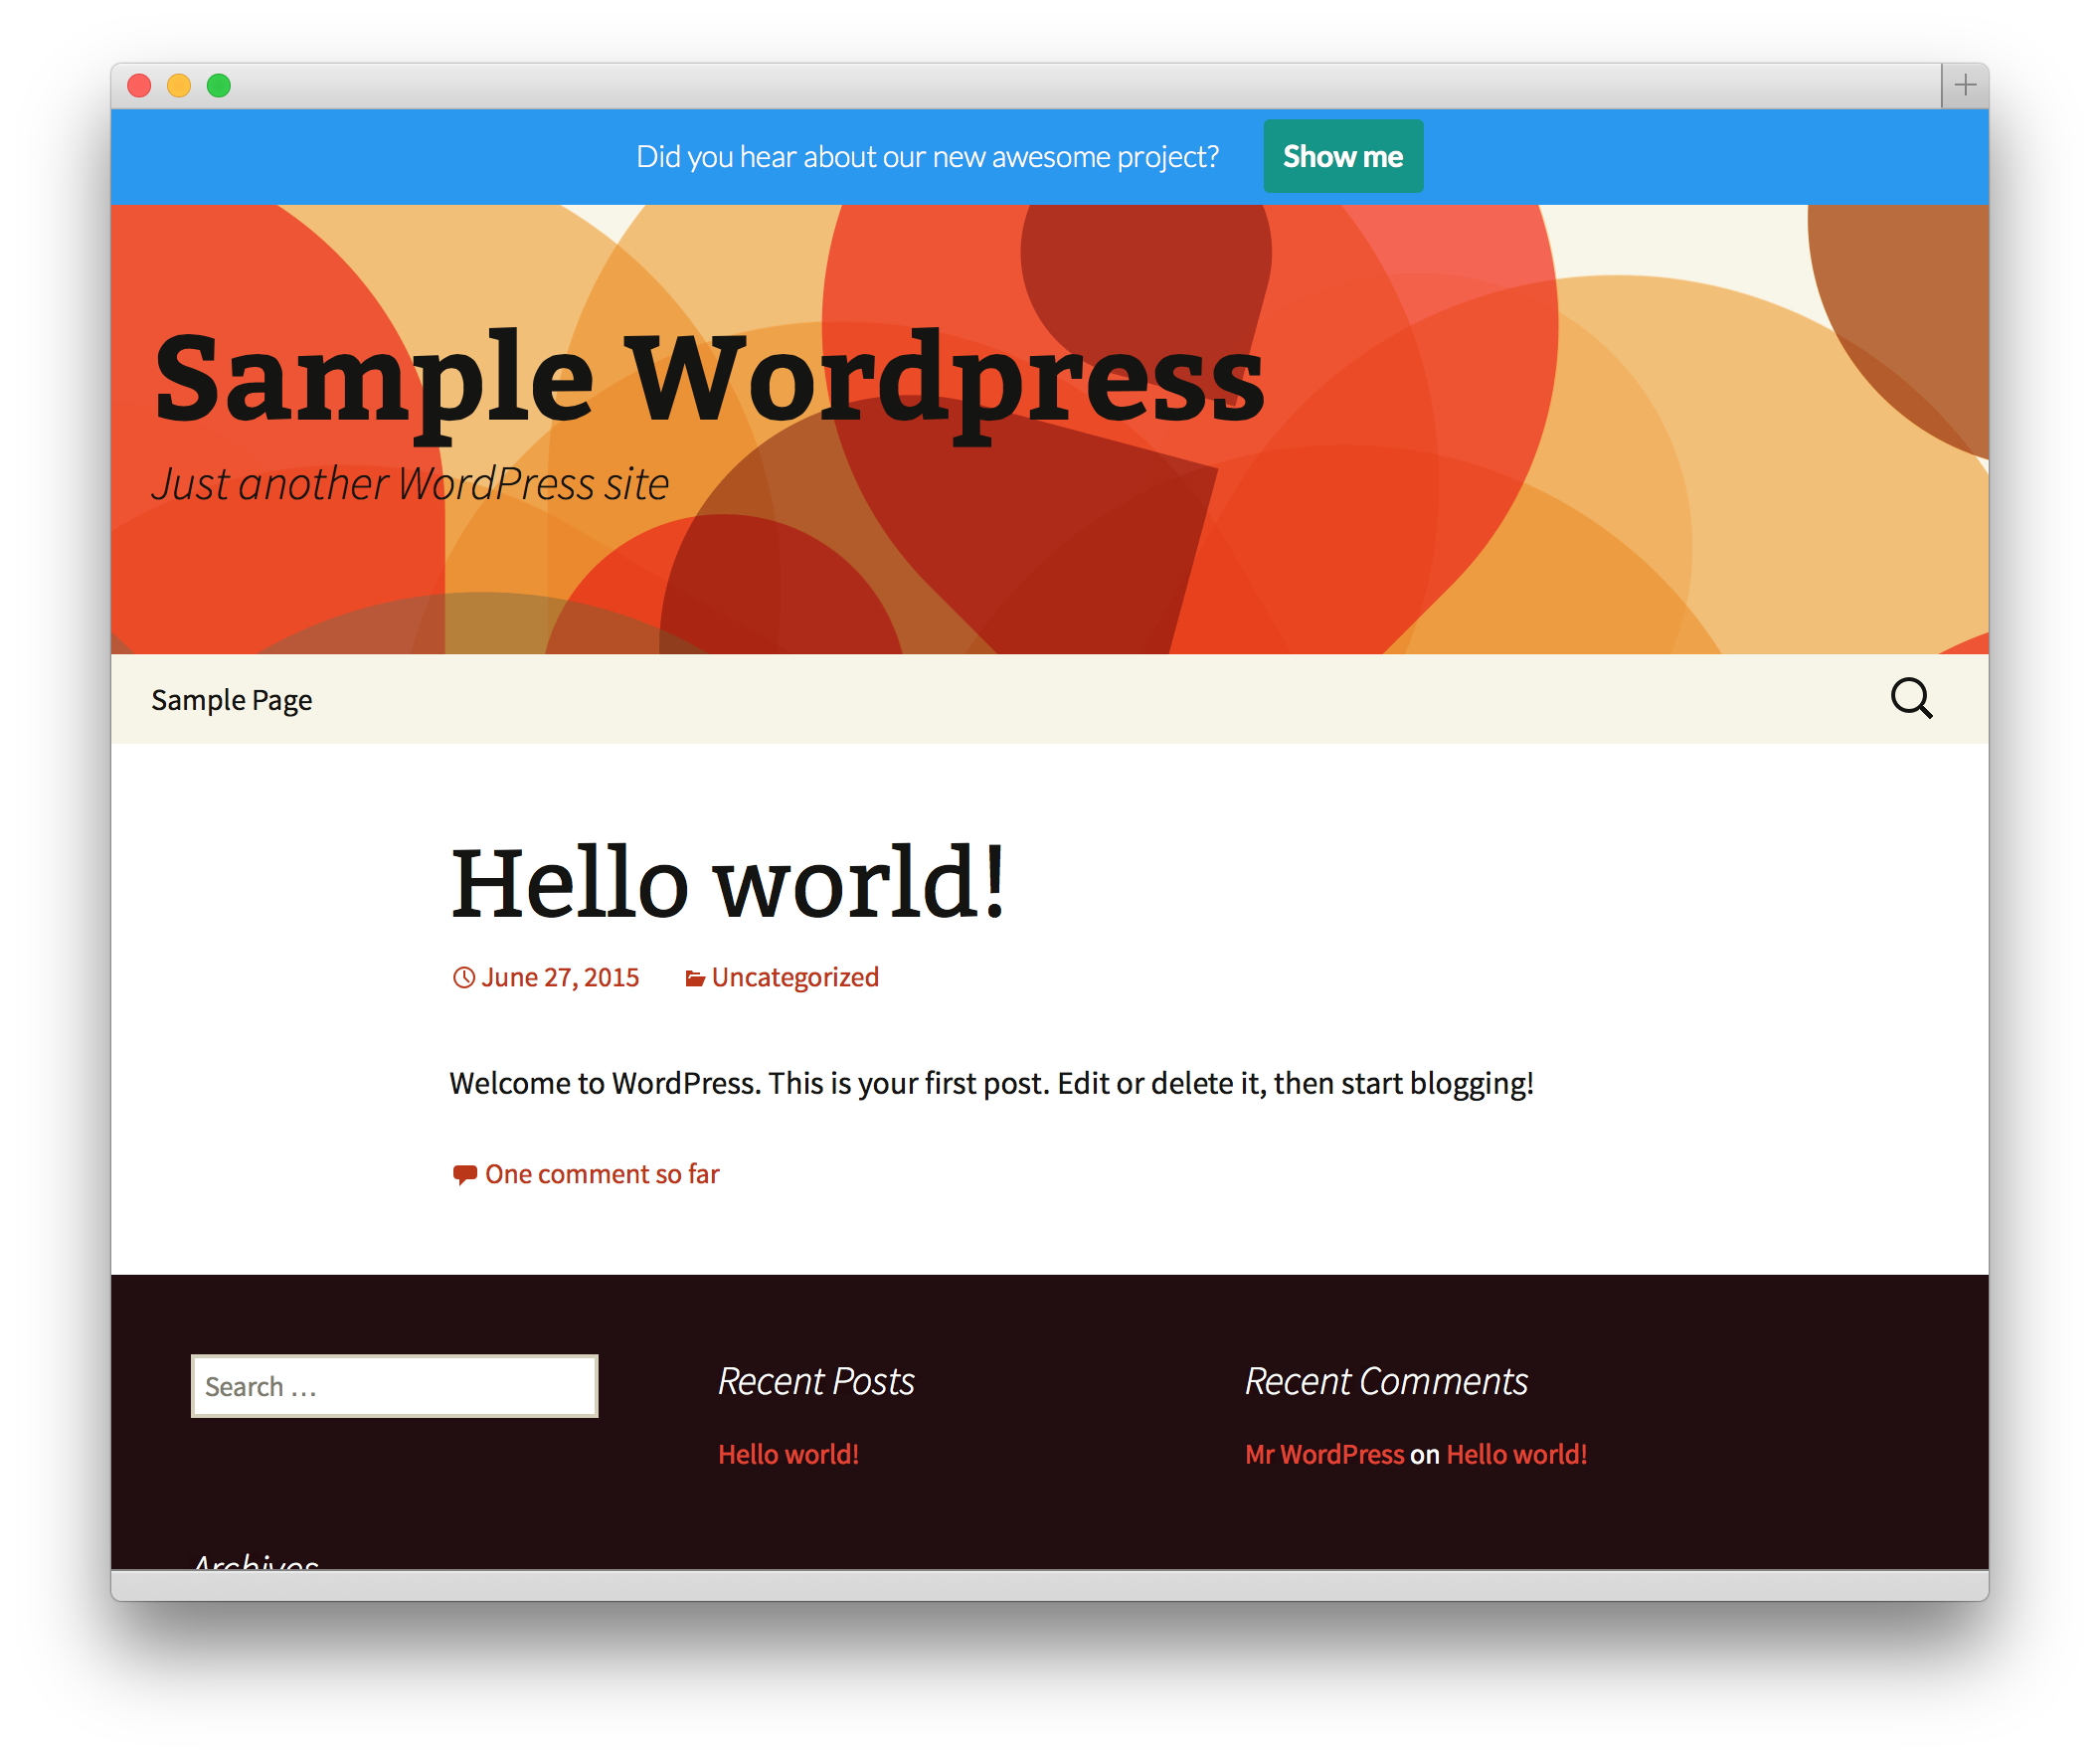 Did you hear about our new awesome project? Show me
Sample Wordpress
Just another WordPress site
Sample Page
Hello world!
June 27, 2015 Uncategorized
Welcome to WordPress. This is your first post. Edit or delete it, then start blogging!
One comment so far
Search …
Recent Posts
Recent Comments
Hello world!
Mr WordPress on Hello world!
Archives